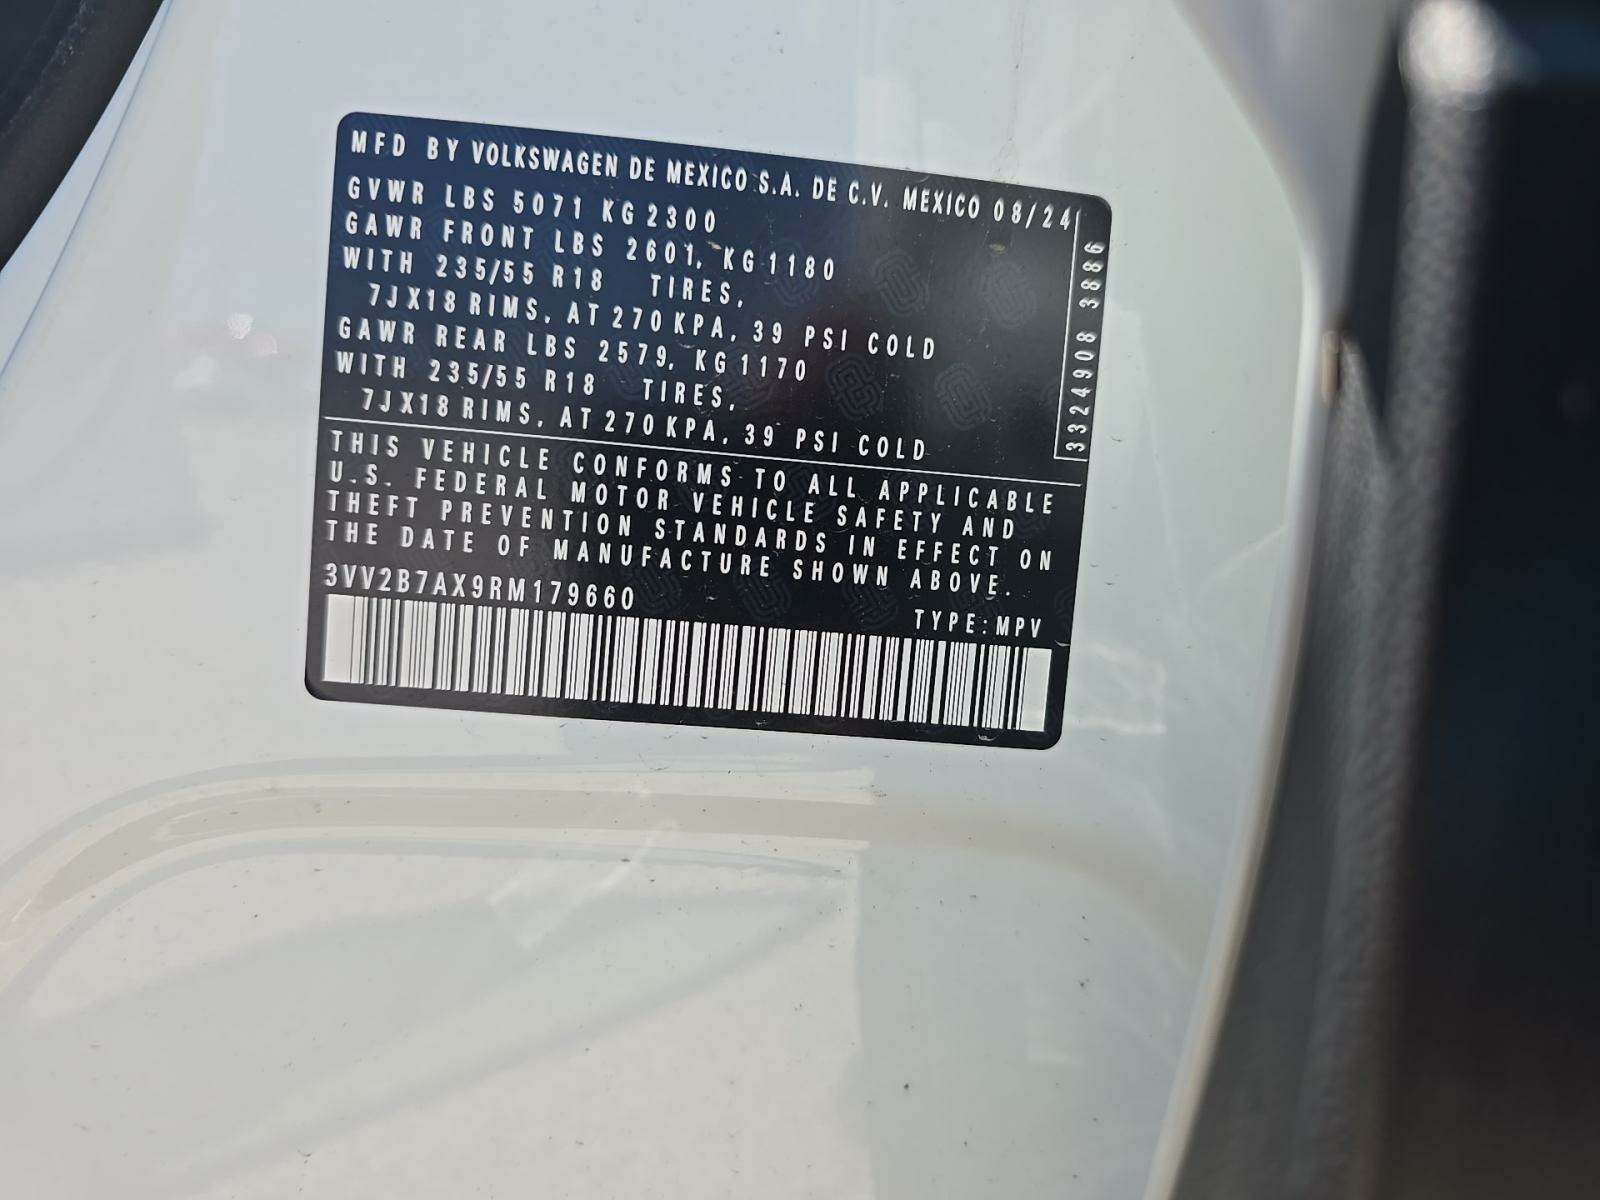 MFD BY VOLKSWAGEN DE MEXICO S.A. DE C.V. MEXICO 08/24
GVWR LBS 5071 KG 2300
GAWR FRONT LBS 2601, KG 1180
WITH 235/55 R18 TIRES,
7JX18 RIMS, AT 270 KPA, 39 PSI COLD
GAWR REAR LBS 2579, KG 1170
WITH 235/55 R18 TIRES,
7JX18 RIMS, AT 270 KPA, 39 PSI COLD
3324908 3886
THIS VEHICLE CONFORMS TO ALL APPLICABLE
U.S. FEDERAL MOTOR VEHICLE SAFETY AND
THEFT PREVENTION STANDARDS IN EFFECT ON
THE DATE OF MANUFACTURE SHOWN ABOVE.
3VV2B7AX9RM179660
TYPE:MPV